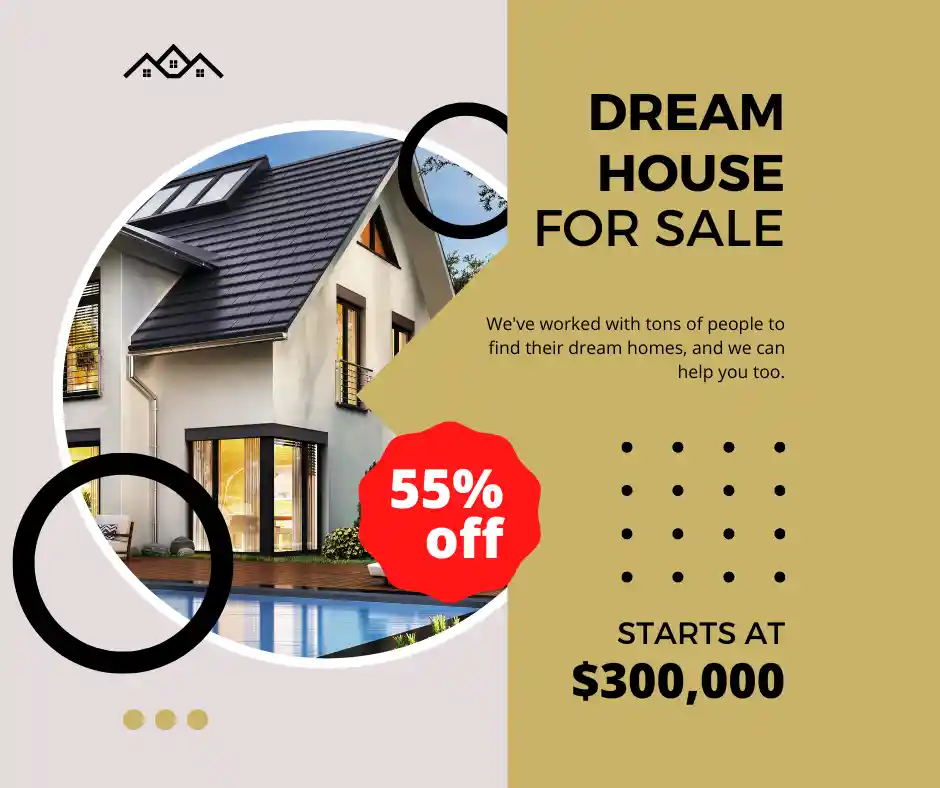 DREAM
HOUSE
FOR SALE
We've worked with tons of people to
find their dream homes, and we can
help you too.
55%
off
STARTS AT
$300,000